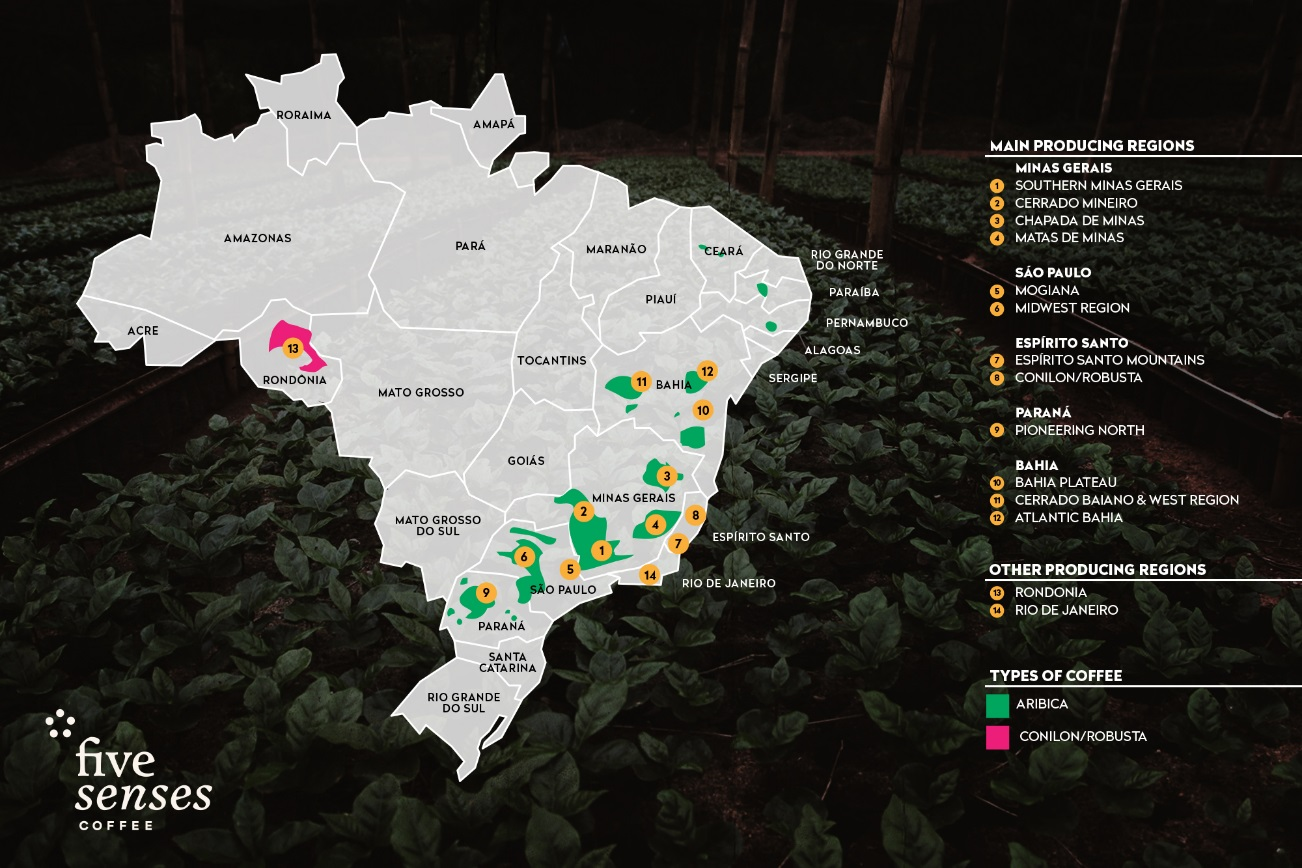 RORAIMA
AMAPÁ
AMAZONAS
PARÁ
MARANÃO
CEARÁ
RIO GRANDE
DO NORTE
PARAÍBA
PIAUÍ
PERNAMBUCO
ACRE
ALAGOAS
13
TOCANTINS
SERGIPE
RONDÔNIA
MATO GROSSO
11
BAHIA
12
10
GOIÁS
3
MINAS GERAIS
2
8
MATO GROSSO
DO SUL
4
ESPÍRITO SANTO
7
6
1
5
14
RIO DE JANEIRO
SÃO PAULO
9
PARANÁ
SANTA
CATARINA
RIO GRANDE
DO SUL
MAIN PRODUCING REGIONS
MINAS GERAIS
1 SOUTHERN MINAS GERAIS
2 CERRADO MINEIRO
3 CHAPADA DE MINAS
4 MATAS DE MINAS
SÃO PAULO
5 MOGIANA
6 MIDWEST REGION
ESPÍRITO SANTO
7 ESPÍRITO SANTO MOUNTAINS
8 CONILON/ROBUSTA
PARANÁ
9 PIONEERING NORTH
BAHIA
10 BAHIA PLATEAU
11 CERRADO BAIANO & WEST REGION
12 ATLANTIC BAHIA
OTHER PRODUCING REGIONS
13 RONDONIA
14 RIO DE JANEIRO
TYPES OF COFFEE
ARIBICA
CONILON/ROBUSTA
five
senses
COFFEE